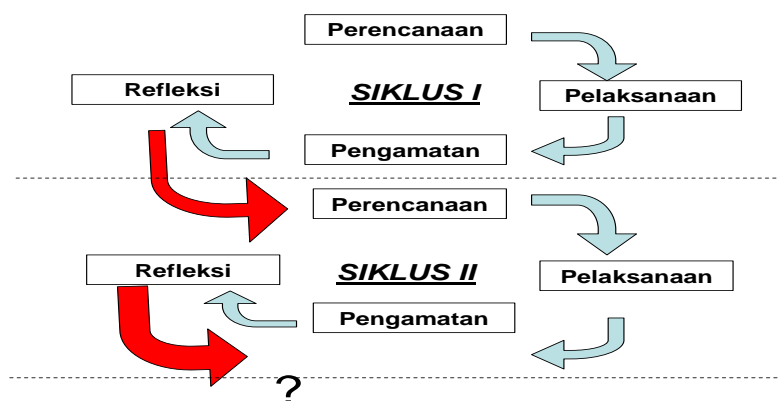 Perencanaan
Refleksi
SIKLUS I
Pelaksanaan
Pengamatan
Perencanaan
Refleksi
SIKLUS II
Pelaksanaan
Pengamatan
?